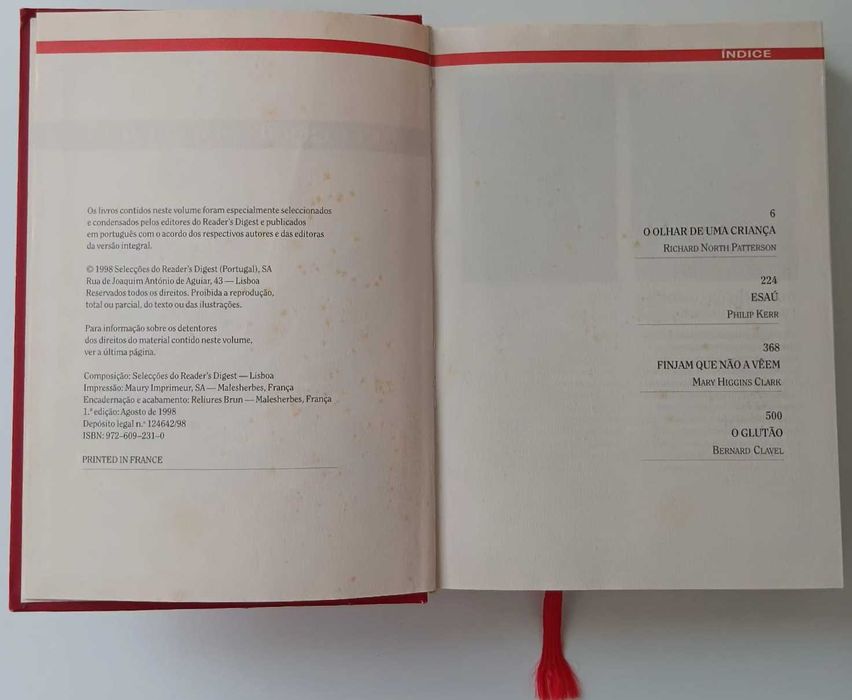 Os livros contidos neste volume foram especialmente seleccionados
e condensados pelos editores do Reader's Digest e publicados
em português com o acordo dos respectivos autores e das editoras
da versão integral.
© 1998 Selecções do Reader's Digest (Portugal), SA
Rua de Joaquim António de Aguiar, 43 — Lisboa
Reservados todos os direitos. Proibida a reprodução,
total ou parcial, do texto ou das ilustrações.
Para informação sobre os detentores
dos direitos do material contido neste volume,
ver a última página.
Composição: Selecções do Reader's Digest — Lisboa
Impressão: Maury Imprimeur, SA — Malesherbes, França
Encadernação e acabamento: Reliures Brun — Malesherbes, França
1.ª edição: Agosto de 1998
Depósito legal n.º 124642/98
ISBN: 972-609-231-0
PRINTED IN FRANCE
ÍNDICE
6
O OLHAR DE UMA CRIANÇA
RICHARD NORTH PATTERSON
224
ESAÚ
PHILIP KERR
368
FINJAM QUE NÃO A VÊEM
MARY HIGGINS CLARK
500
O GLUTÃO
BERNARD CLAVEL